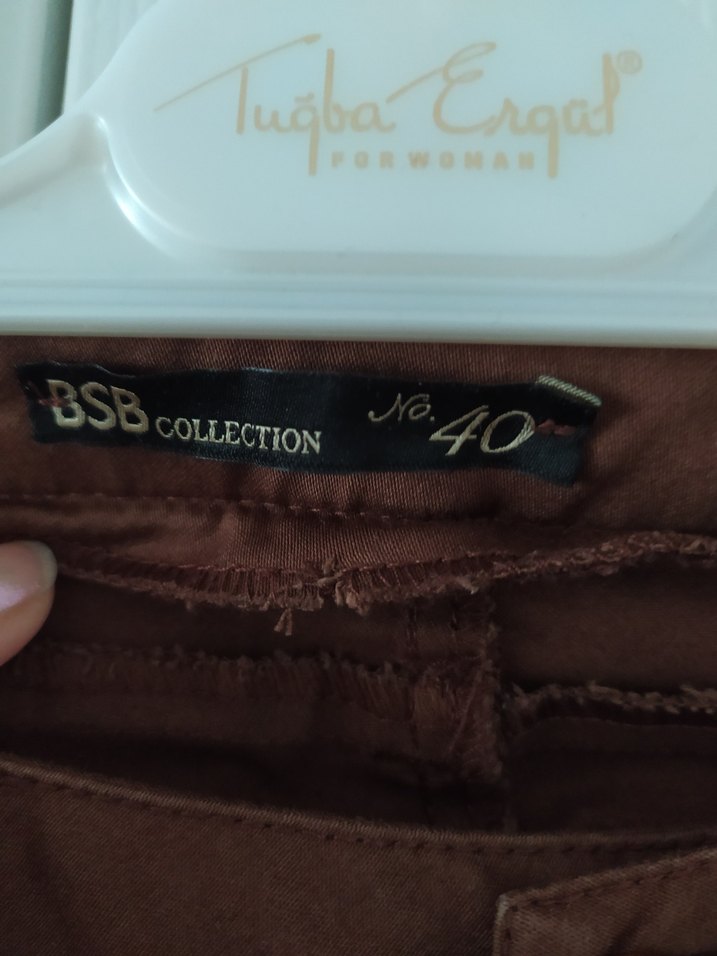 Tuğba Ergül®
FOR WOMAN
BSB COLLECTION No. 40